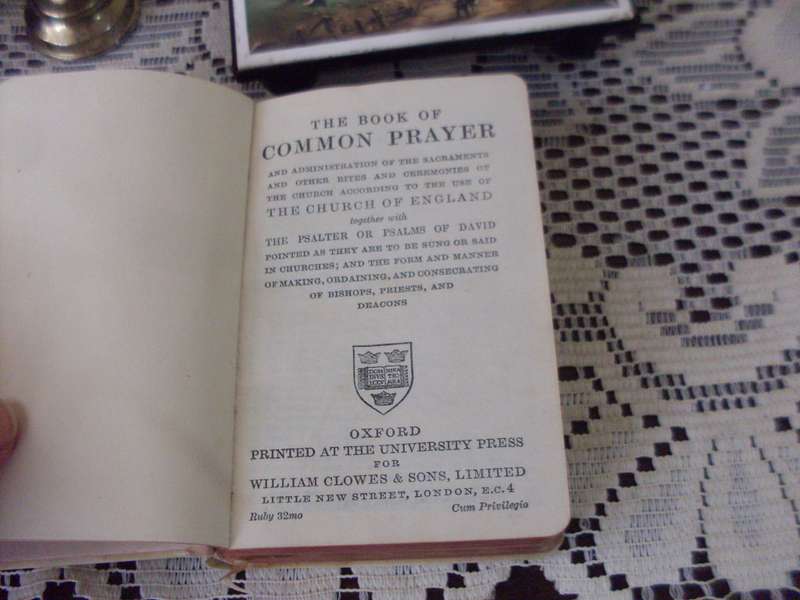 THE BOOK OF
COMMON PRAYER
AND ADMINISTRATION OF THE SACRAMENTS
AND OTHER RITES AND CEREMONIES OF
THE CHURCH ACCORDING TO THE USE OF
THE CHURCH OF ENGLAND
together with
THE PSALTER OR PSALMS OF DAVID
POINTED AS THEY ARE TO BE SUNG OR SAID
IN CHURCHES; AND THE FORM AND MANNER
OF MAKING, ORDAINING, AND CONSECRATING
OF BISHOPS, PRIESTS, AND
DEACONS
OXFORD
PRINTED AT THE UNIVERSITY PRESS
FOR
WILLIAM CLOWES & SONS, LIMITED
LITTLE NEW STREET, LONDON, E.C. 4
Ruby 32mo Cum Privilegio